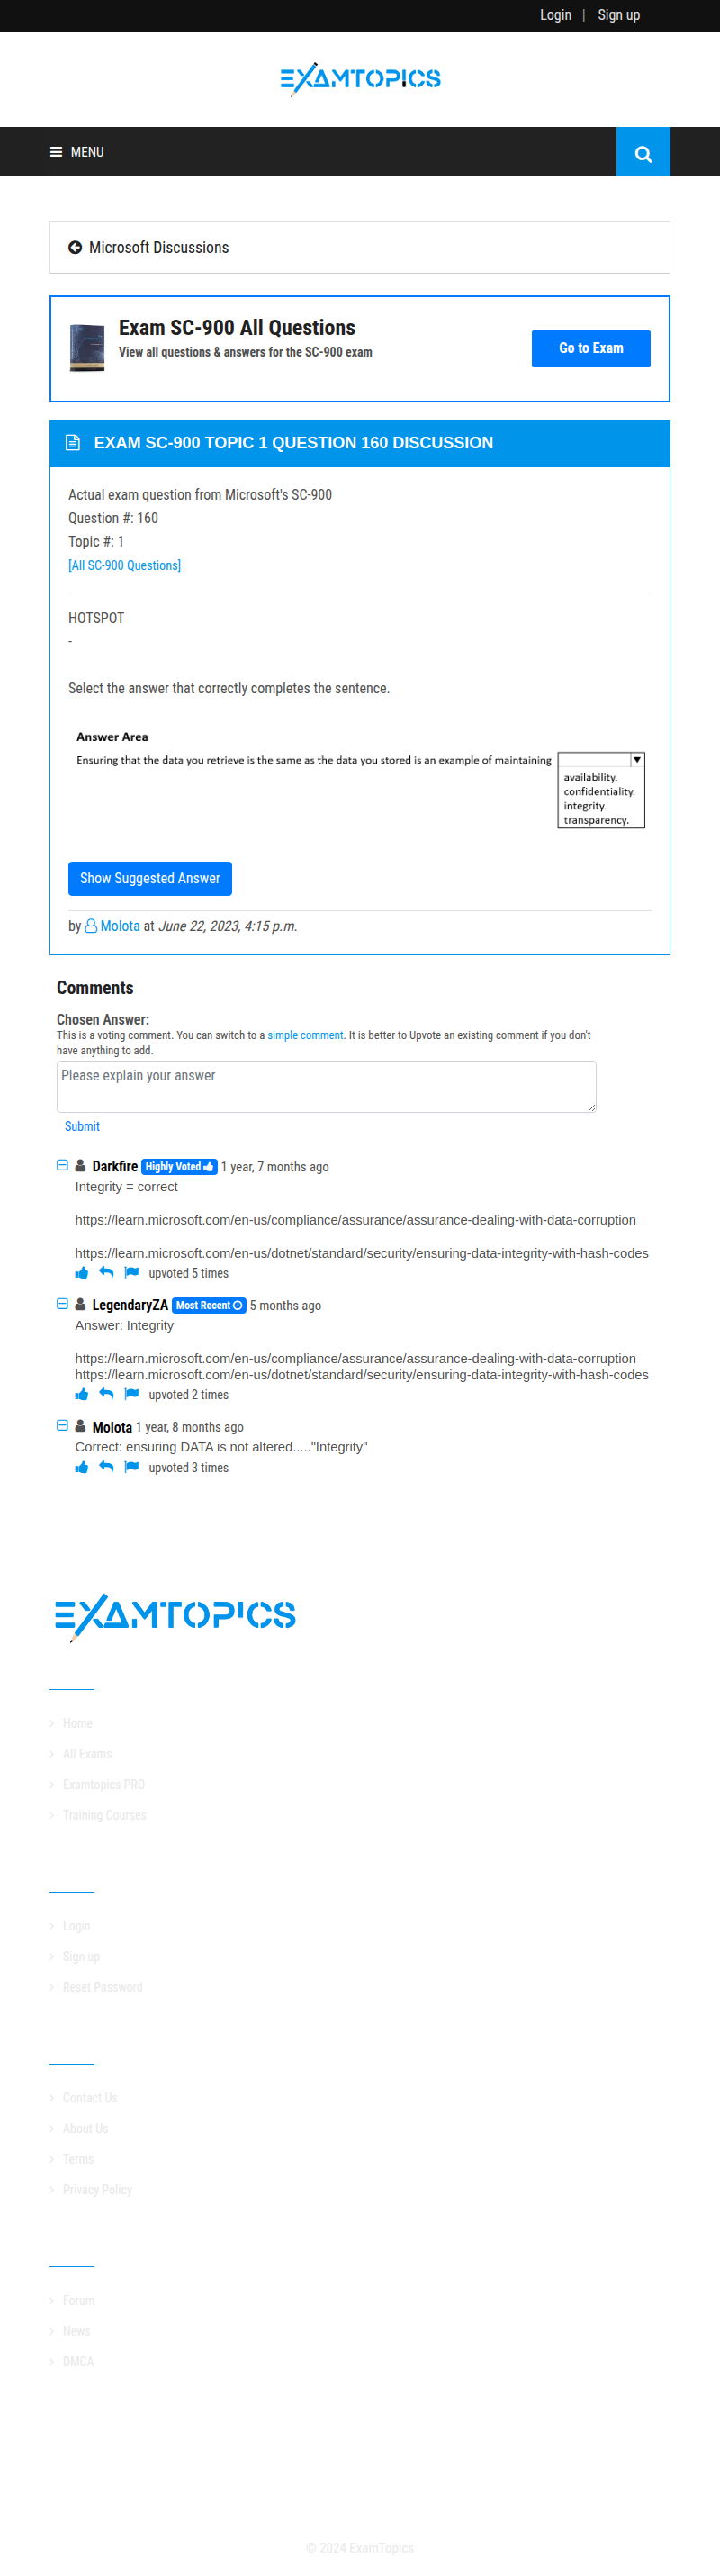 Login | Sign up
EXAMTOPICS
MENU
Microsoft Discussions
Exam SC-900 All Questions
View all questions & answers for the SC-900 exam
Go to Exam
EXAM SC-900 TOPIC 1 QUESTION 160 DISCUSSION
Actual exam question from Microsoft's SC-900
Question #: 160
Topic #: 1
[All SC-900 Questions]
HOTSPOT
-
Select the answer that correctly completes the sentence.
Answer Area
Ensuring that the data you retrieve is the same as the data you stored is an example of maintaining
availability.
confidentiality.
integrity.
transparency.
Show Suggested Answer
by Molota at June 22, 2023, 4:15 p.m.
Comments
Chosen Answer:
This is a voting comment. You can switch to a simple comment. It is better to Upvote an existing comment if you don't
have anything to add.
Please explain your answer
Submit
Darkfire Highly Voted 1 year, 7 months ago
Integrity = correct
https://learn.microsoft.com/en-us/compliance/assurance/assurance-dealing-with-data-corruption
https://learn.microsoft.com/en-us/dotnet/standard/security/ensuring-data-integrity-with-hash-codes
upvoted 5 times
LegendaryZA Most Recent 5 months ago
Answer: Integrity
https://learn.microsoft.com/en-us/compliance/assurance/assurance-dealing-with-data-corruption
https://learn.microsoft.com/en-us/dotnet/standard/security/ensuring-data-integrity-with-hash-codes
upvoted 2 times
Molota 1 year, 8 months ago
Correct: ensuring DATA is not altered....."Integrity"
upvoted 3 times
EXAMTOPICS
Home
All Exams
Examtopics PRO
Training Courses
Login
Sign up
Reset Password
Contact Us
About Us
Terms
Privacy Policy
Forum
News
DMCA
© 2024 ExamTopics